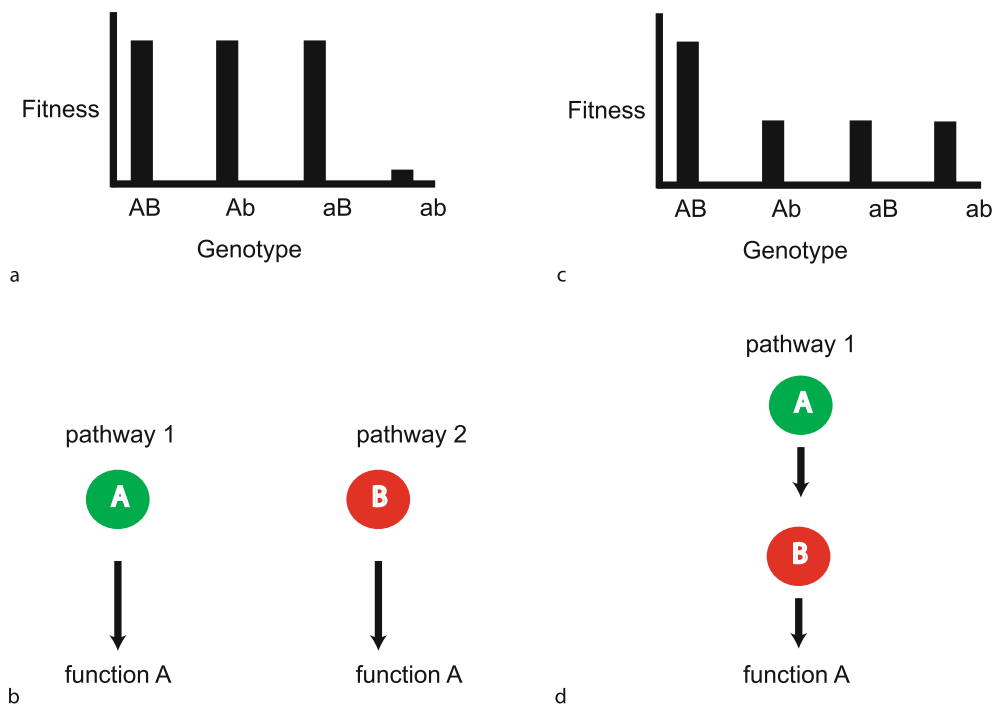 Fitness
AB Ab aB ab
Genotype
a
Fitness
AB Ab aB ab
Genotype
c
pathway 1 pathway 2
A B
function A function A
b
pathway 1
A
B
function A
d